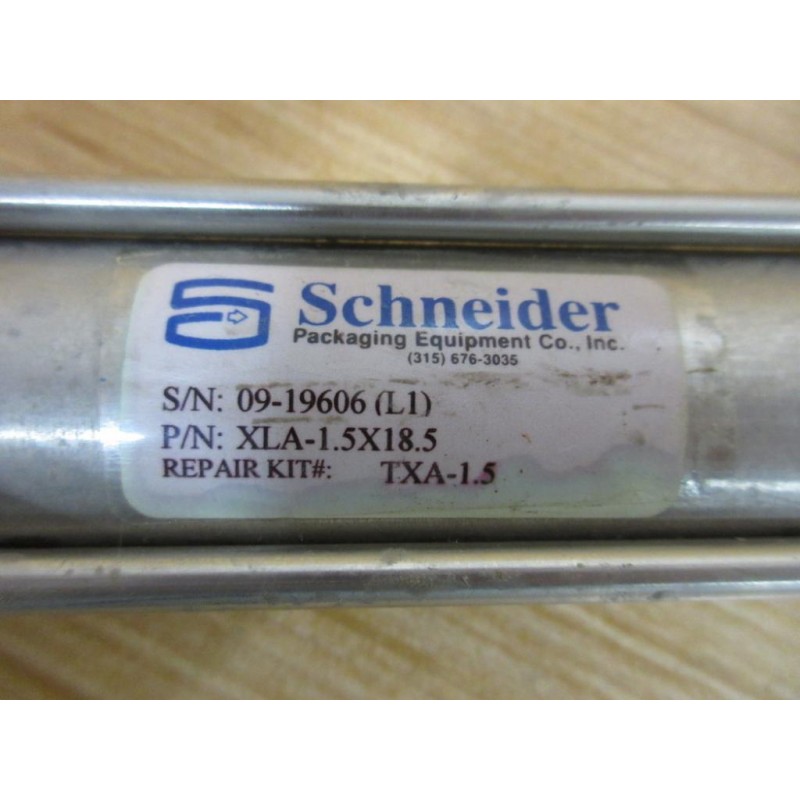 Schneider
Packaging Equipment Co., Inc.
(315) 676-3035
S/N: 09-19606 (L1)
P/N: XLA-1.5X18.5
REPAIR KIT#: TXA-1.5